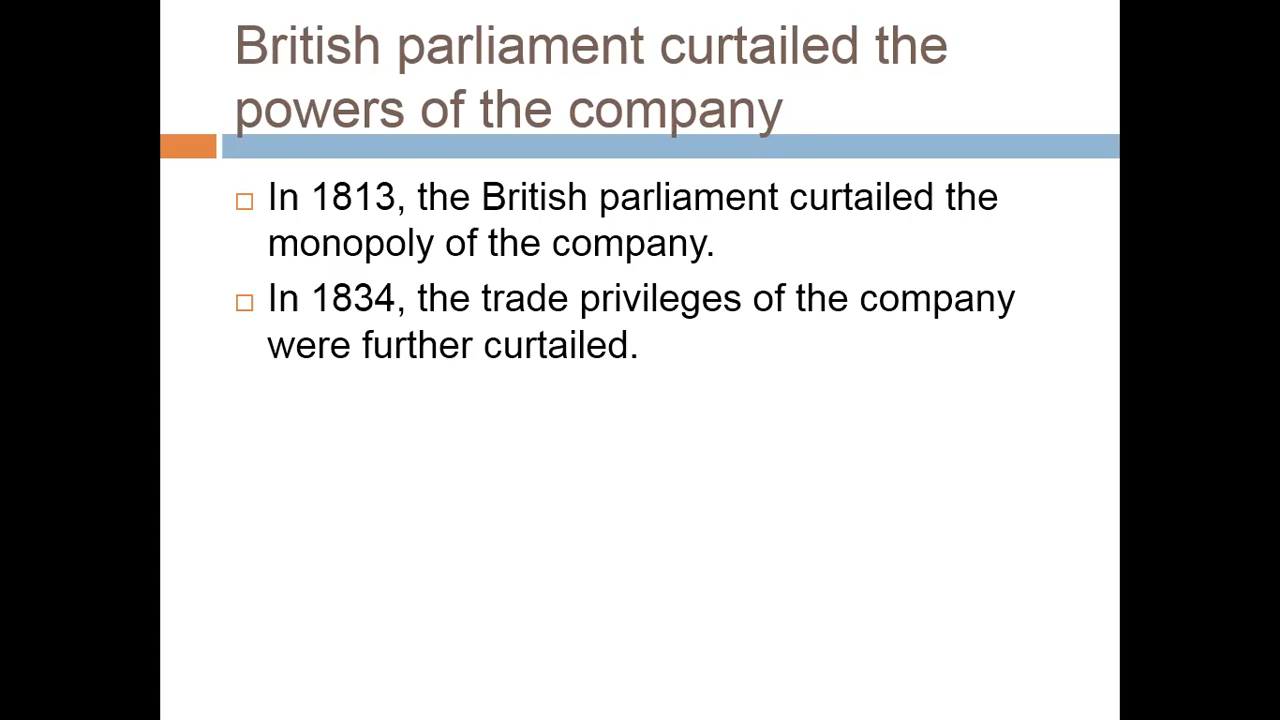 British parliament curtailed the
powers of the company
In 1813, the British parliament curtailed the
monopoly of the company.
In 1834, the trade privileges of the company
were further curtailed.